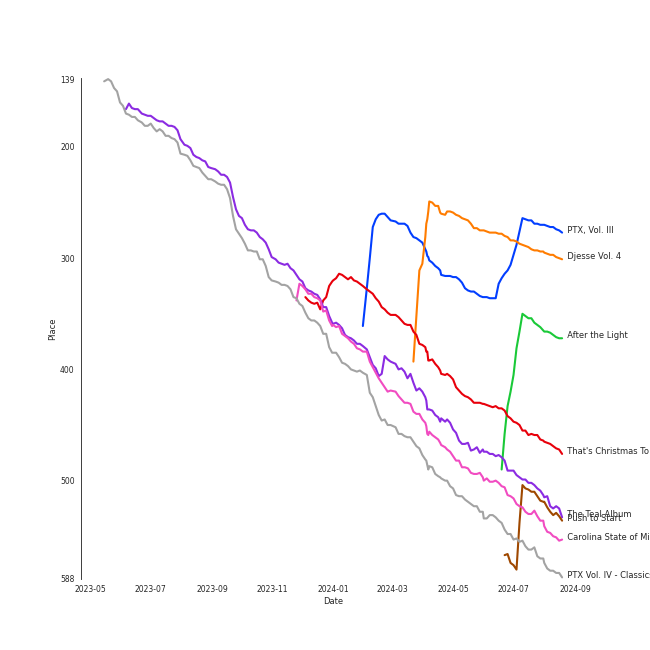 139
200
300
400
500
588
Place
2023-05
2023-07
2023-09
2023-11
2024-01
2024-03
2024-05
2024-07
2024-09
Date
PTX, Vol. III
Djesse Vol. 4
After the Light
That's Christmas To
The Teal Album
Push to Start
Carolina State of Mi
PTX Vol. IV - Classic